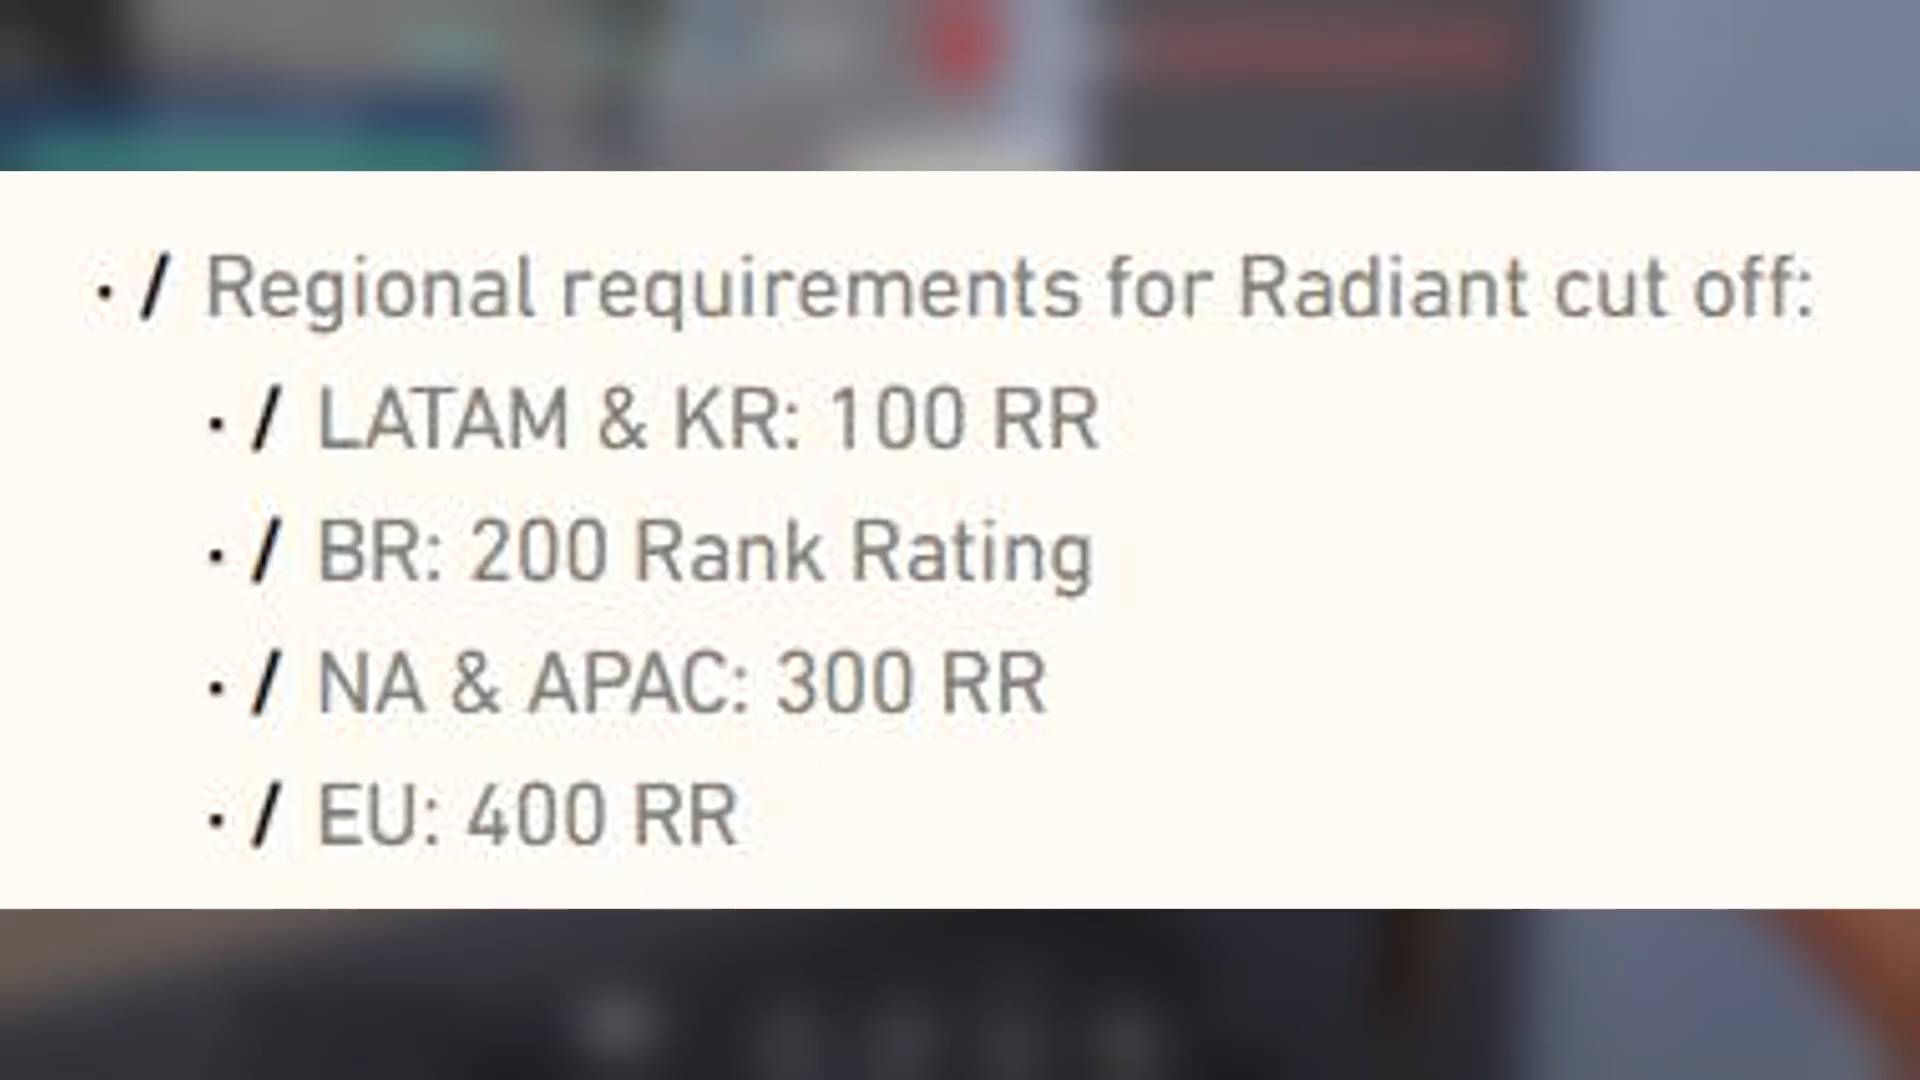 · / Regional requirements for Radiant cut off:
· / LATAM & KR: 100 RR
· / BR: 200 Rank Rating
· / NA & APAC: 300 RR
· / EU: 400 RR